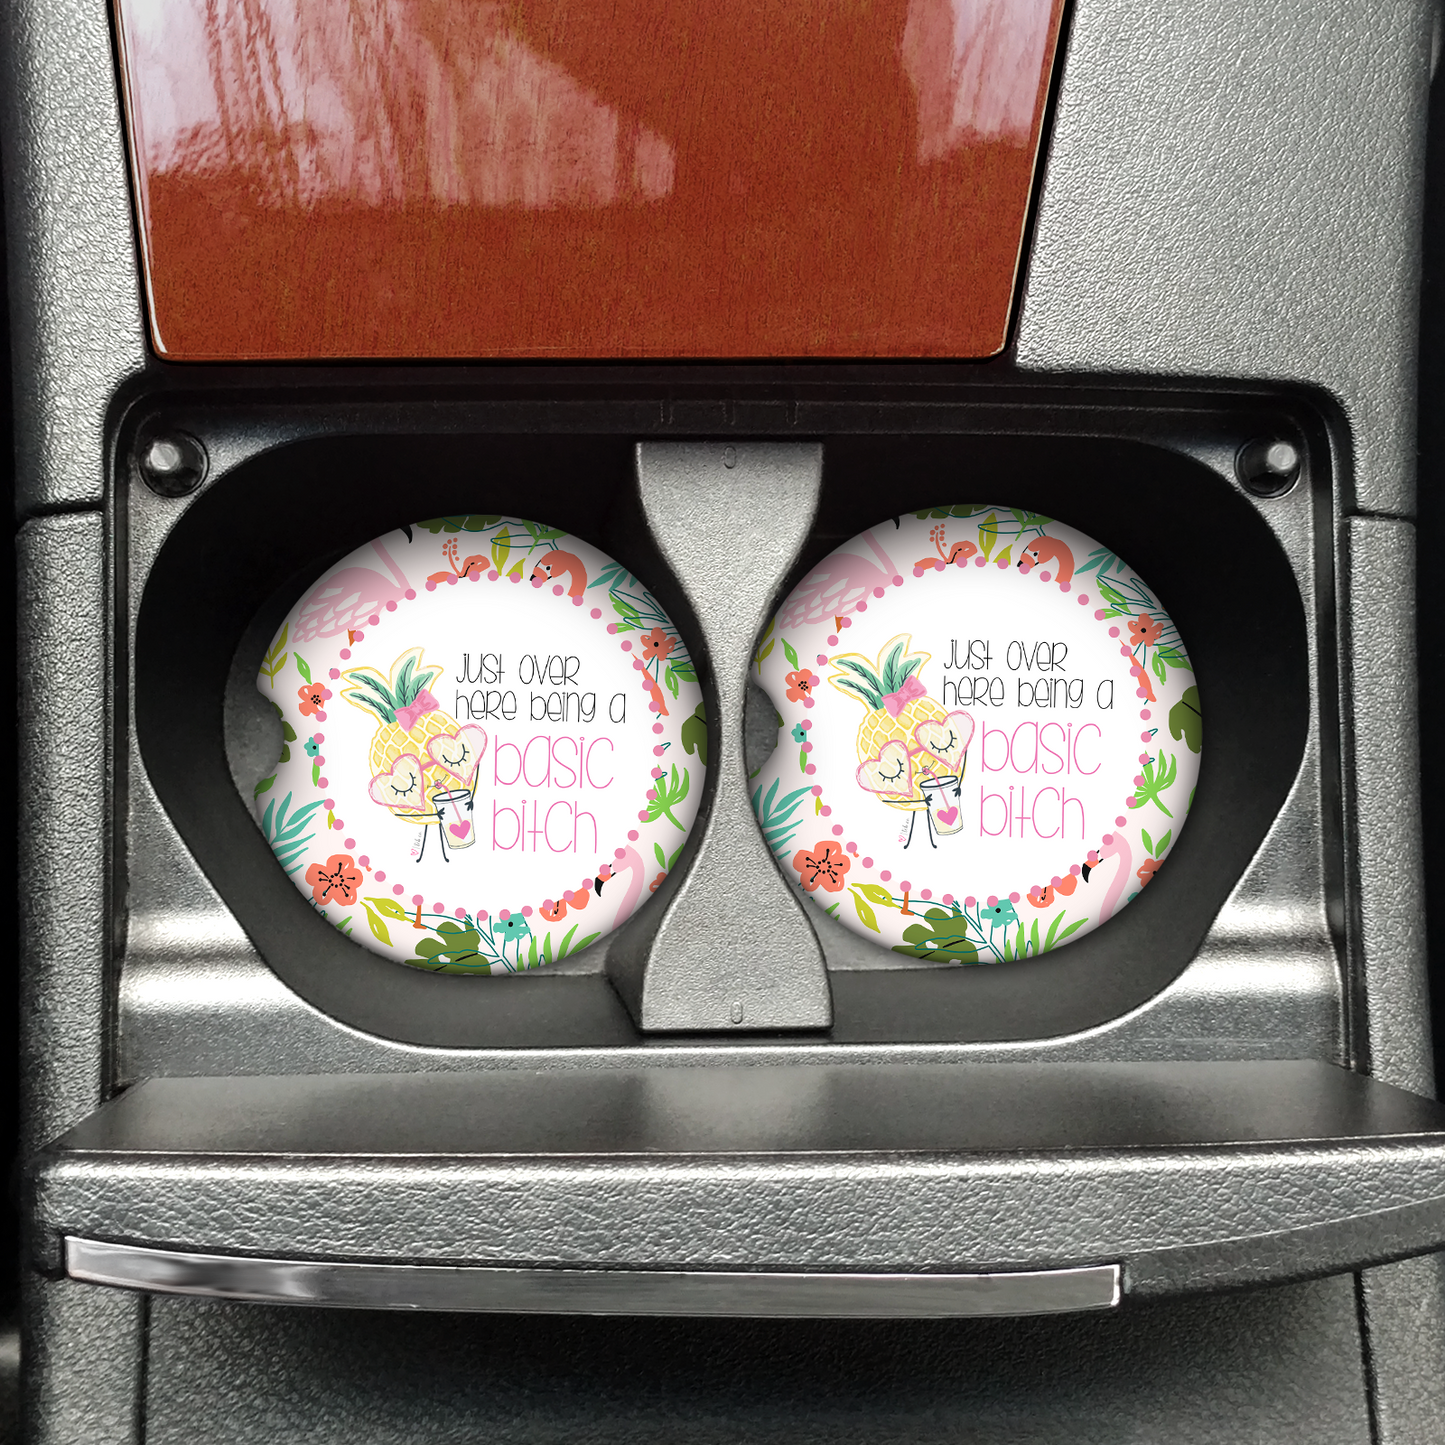 Just over
here being a
basic
bitch
Just over
here being a
basic
bitch